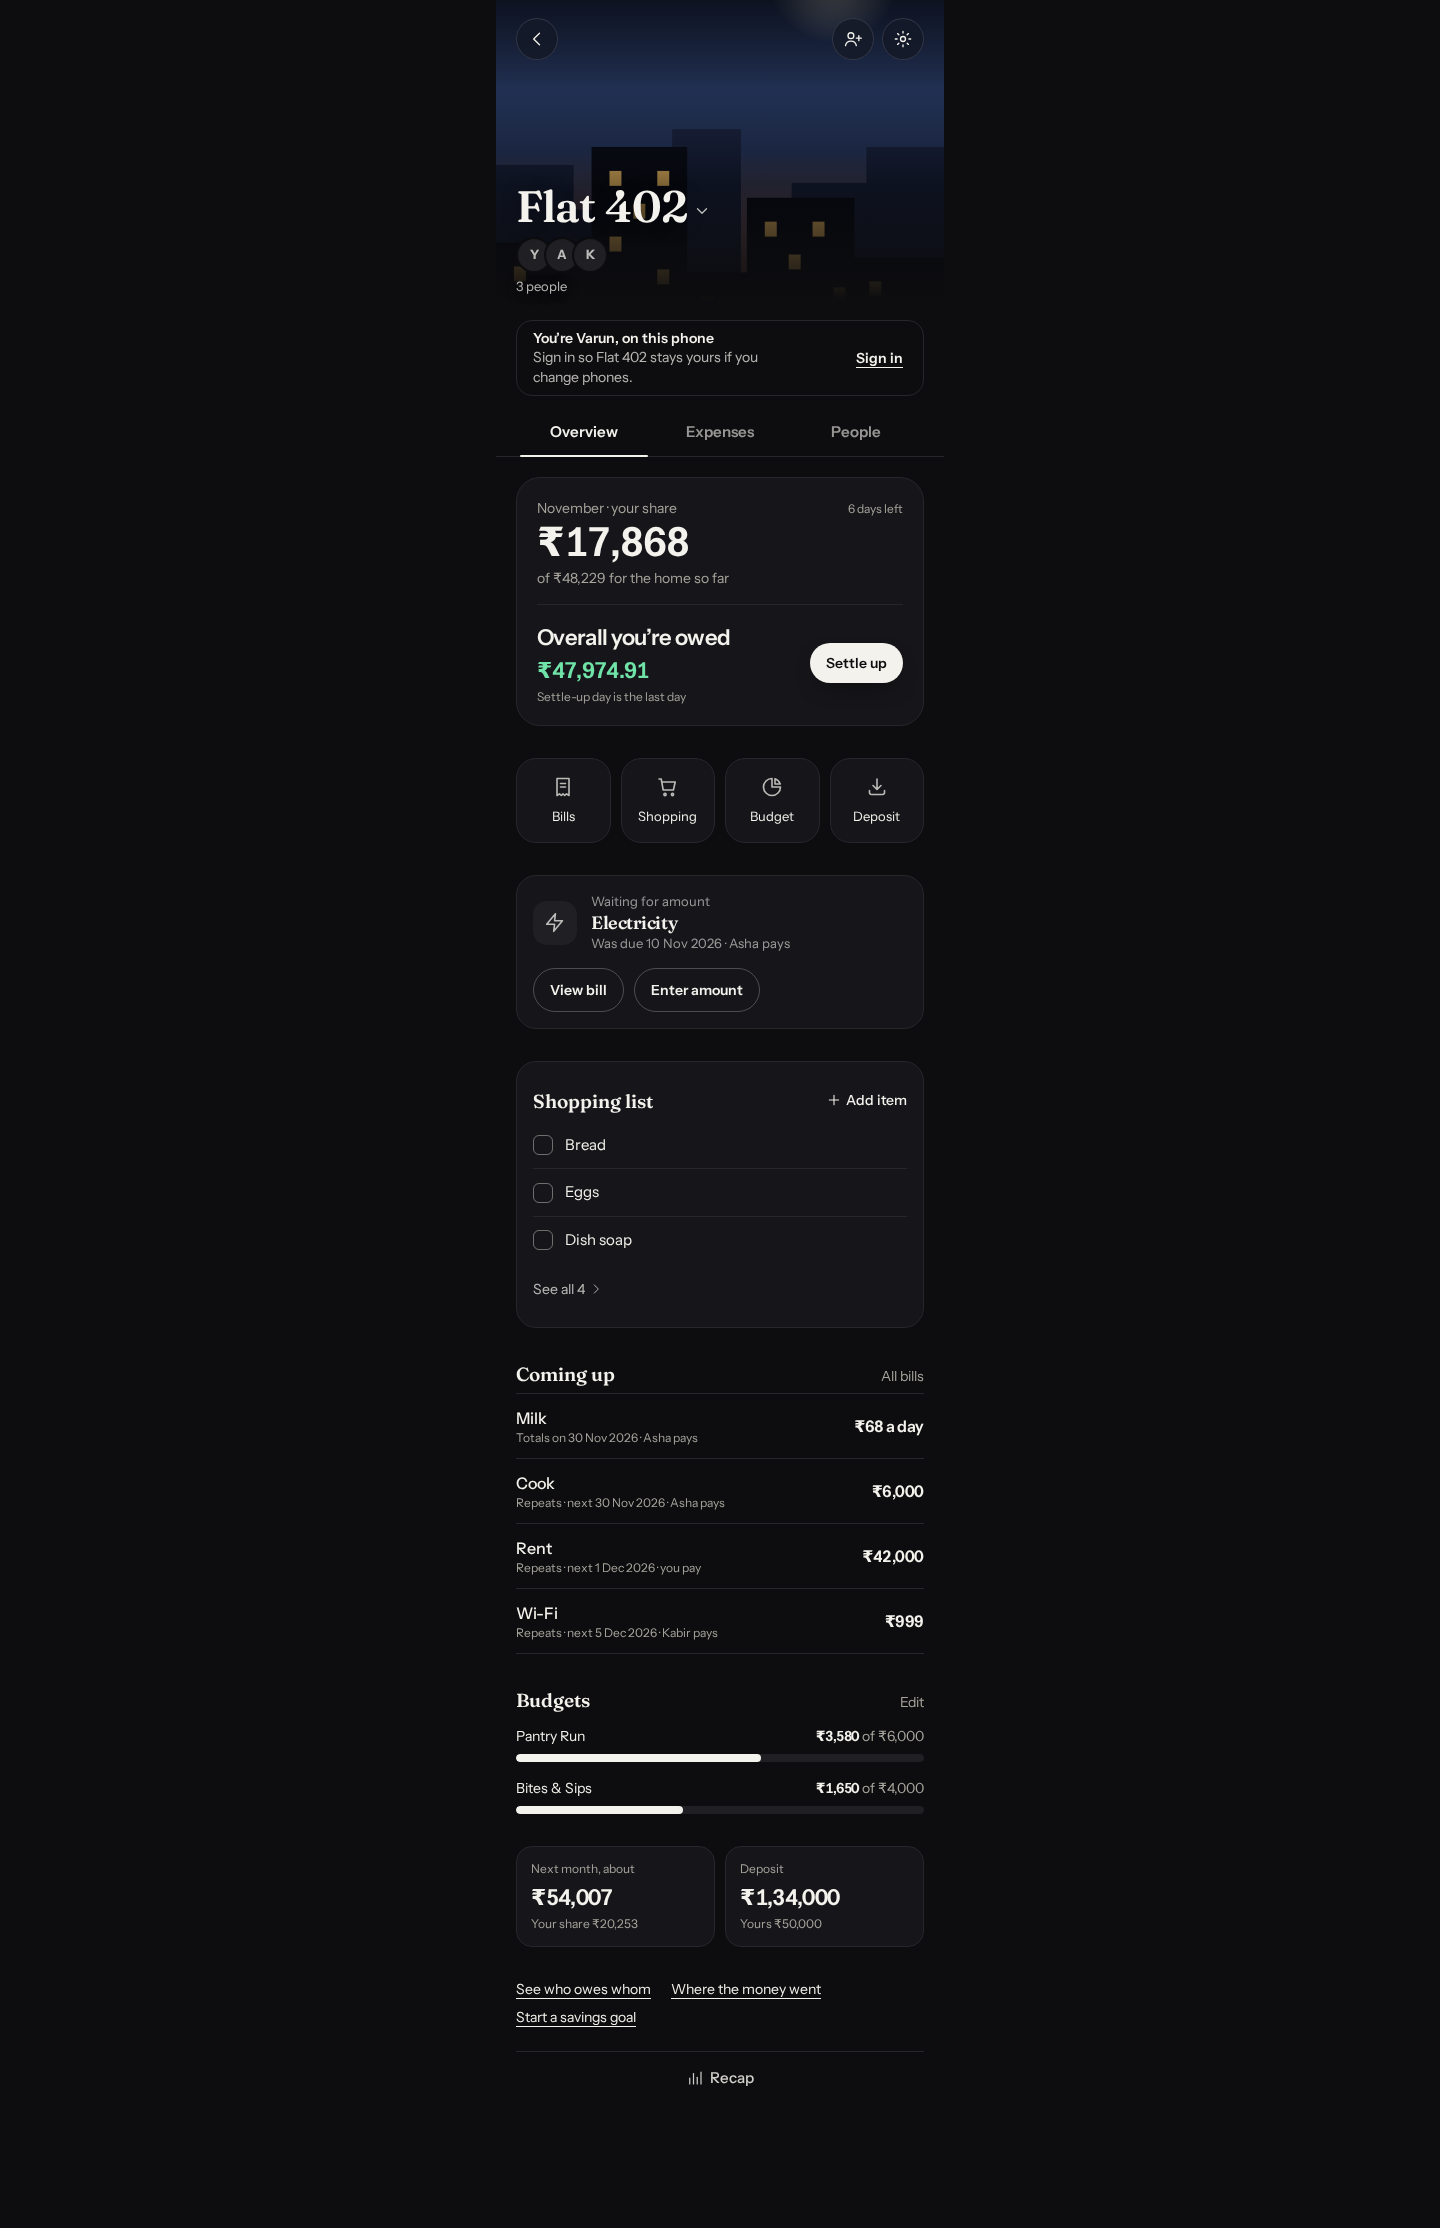 Flat 402
Y A K
3 people
You're Varun, on this phone
Sign in so Flat 402 stays yours if you
change phones.
Sign in
Overview Expenses People
November · your share 6 days left
₹17,868
of ₹48,229 for the home so far
Overall you’re owed
₹47,974.91
Settle-up day is the last day
Settle up
Bills Shopping Budget Deposit
Waiting for amount
Electricity
Was due 10 Nov 2026 · Asha pays
View bill Enter amount
Shopping list Add item
Bread
Eggs
Dish soap
See all 4
Coming up All bills
Milk
Totals on 30 Nov 2026 · Asha pays
₹68 a day
Cook
Repeats · next 30 Nov 2026 · Asha pays
₹6,000
Rent
Repeats · next 1 Dec 2026 · you pay
₹42,000
Wi-Fi
Repeats · next 5 Dec 2026 · Kabir pays
₹999
Budgets Edit
Pantry Run ₹3,580 of ₹6,000
Bites & Sips ₹1,650 of ₹4,000
Next month, about
₹54,007
Your share ₹20,253
Deposit
₹1,34,000
Yours ₹50,000
See who owes whom Where the money went
Start a savings goal
Recap